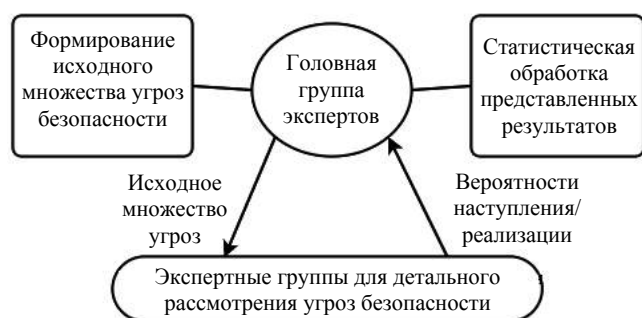 Формирование
исходного
множества угроз
безопасности
Головная
группа
экспертов
Статистическая
обработка
представленных
результатов
Исходное
множество
угроз
Вероятности
наступления/
реализации
Экспертные группы для детального
рассмотрения угроз безопасности